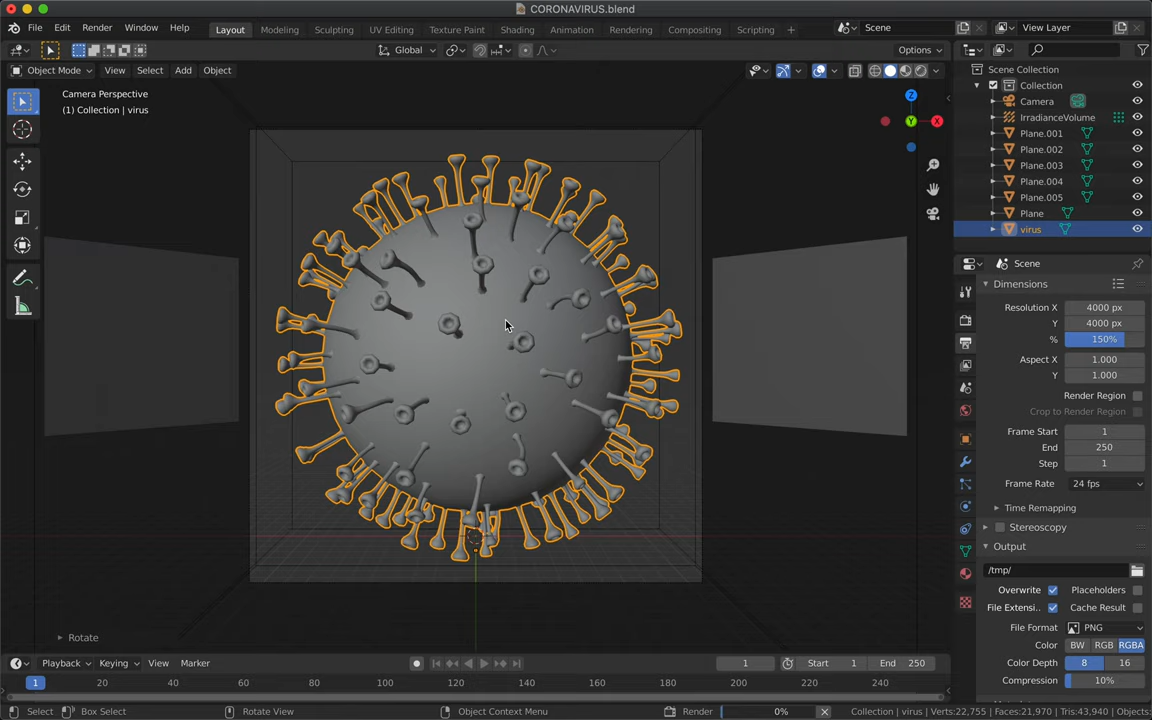 CORONAVIRUS.blend
File Edit Render Window Help Layout Modeling Sculpting UV Editing Texture Paint Shading Animation Rendering Compositing Scripting + Scene View Layer
Global Options
Object Mode View Select Add Object
Camera Perspective
(1) Collection | virus
Z
Y
X
Rotate
Scene Collection
Collection
Camera
IrradianceVolume
Plane.001
Plane.002
Plane.003
Plane.004
Plane.005
Plane
virus
Scene
Dimensions
Resolution X 4000 px
Y 4000 px
% 150%
Aspect X 1.000
Y 1.000
Render Region
Crop to Render Region
Frame Start 1
End 250
Step 1
Frame Rate 24 fps
Time Remapping
Stereoscopy
Output
/tmp/
Overwrite Placeholders
File Extensi.. Cache Result
File Format PNG
Color BW RGB RGBA
Color Depth 8 16
Compression 10%
Playback Keying View Marker 1 Start 1 End 250
1 20 40 60 80 100 120 140 160 180 200 220 240
Select Box Select Rotate View Object Context Menu Render 0% Collection | virus | Verts:22,755 | Faces:21,970 | Tris:43,940 | Objects: